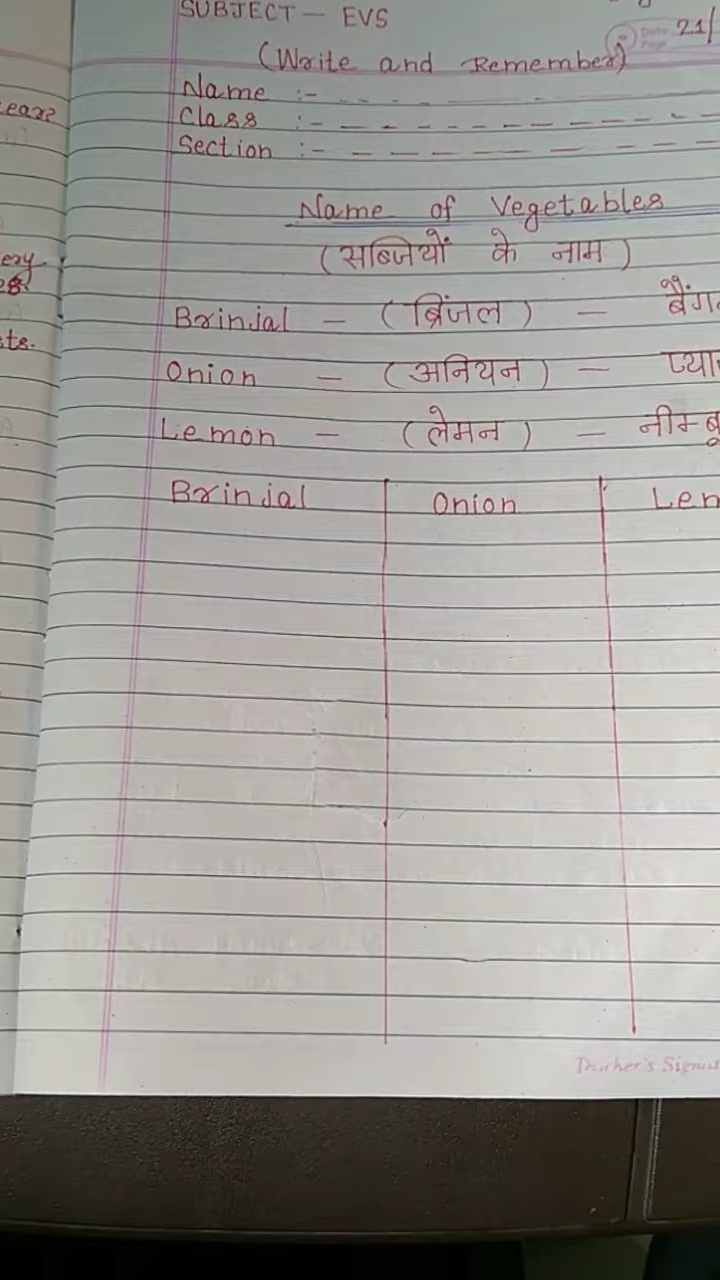 SUBJECT - EVS
21/
(Write and Remember)
Name :-
Class :-
Section :-
Name of Vegetables
(सब्जियों के नाम)
Brinjal - (ब्रिंजल) -
Onion - (अनियन) -
Lemon - (लेमन) - नीम्बू
Brinjal Onion